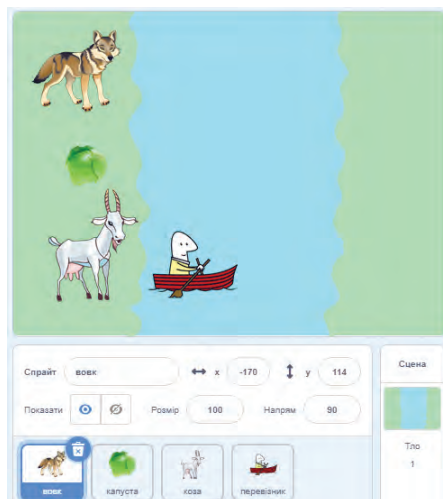 Спрайт вовк x -170 y 114
Показати Розмір 100 Напрям 90
вовк капуста коза перевізник
Сцена
Тло
1